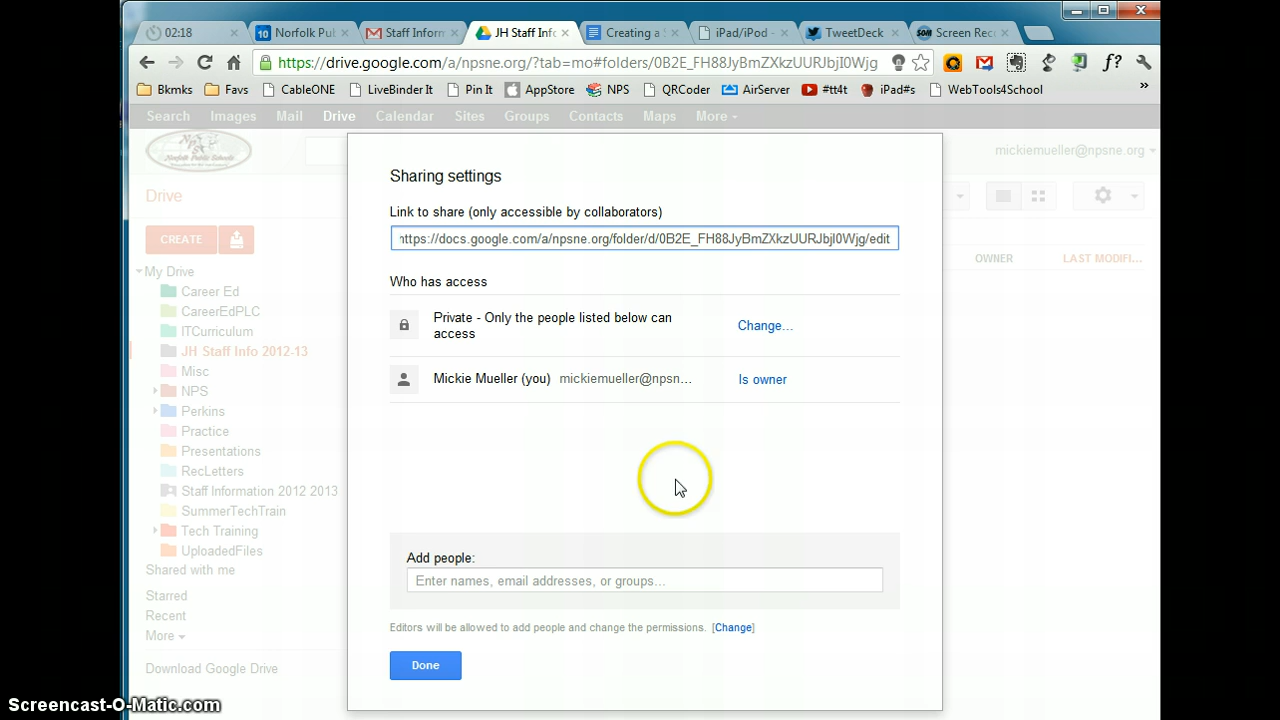 02:18
Norfolk Pub
Staff Inform
JH Staff Info
Creating a
iPad/iPod -
TweetDeck
Screen Rec
https://drive.google.com/a/npsne.org/?tab=mo#folders/0B2E_FH88JyBmZXkzUURJbjI0Wjg
Bkmks Favs CableONE LiveBinder It Pin It AppStore NPS QRCoder AirServer #tt4t iPad#s WebTools4School
Search Images Mail Drive Calendar Sites Groups Contacts Maps More
Norfolk Public Schools
mickiemueller@npsne.org
Drive
CREATE
My Drive
Career Ed
CareerEdPLC
ITCurriculum
JH Staff Info 2012-13
Misc
NPS
Perkins
Practice
Presentations
RecLetters
Staff Information 2012 2013
SummerTechTrain
Tech Training
UploadedFiles
Shared with me
Starred
Recent
More
Download Google Drive
OWNER LAST MODIFI...
Sharing settings
Link to share (only accessible by collaborators)
https://docs.google.com/a/npsne.org/folder/d/0B2E_FH88JyBmZXkzUURJbjI0Wjg/edit
Who has access
Private - Only the people listed below can
access
Change...
Mickie Mueller (you) mickiemueller@npsn... Is owner
Add people:
Enter names, email addresses, or groups...
Editors will be allowed to add people and change the permissions. [Change]
Done
Screencast-O-Matic.com